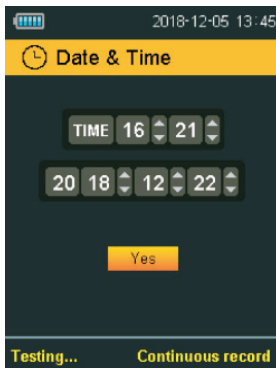 2018-12-05 13:45
Date & Time
TIME 16 21
20 18 12 22
Yes
Testing... Continuous record